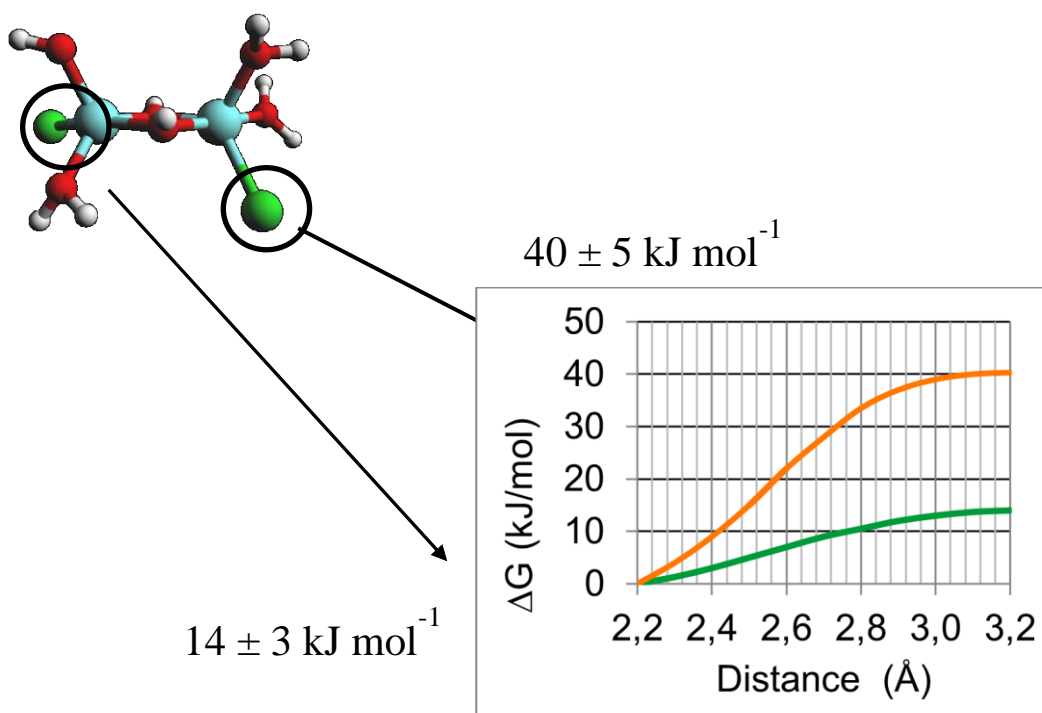 40 ± 5 kJ mol⁻¹
50
40
30
20
10
0
ΔG (kJ/mol)
2,2 2,4 2,6 2,8 3,0 3,2
Distance (Å)
14 ± 3 kJ mol⁻¹